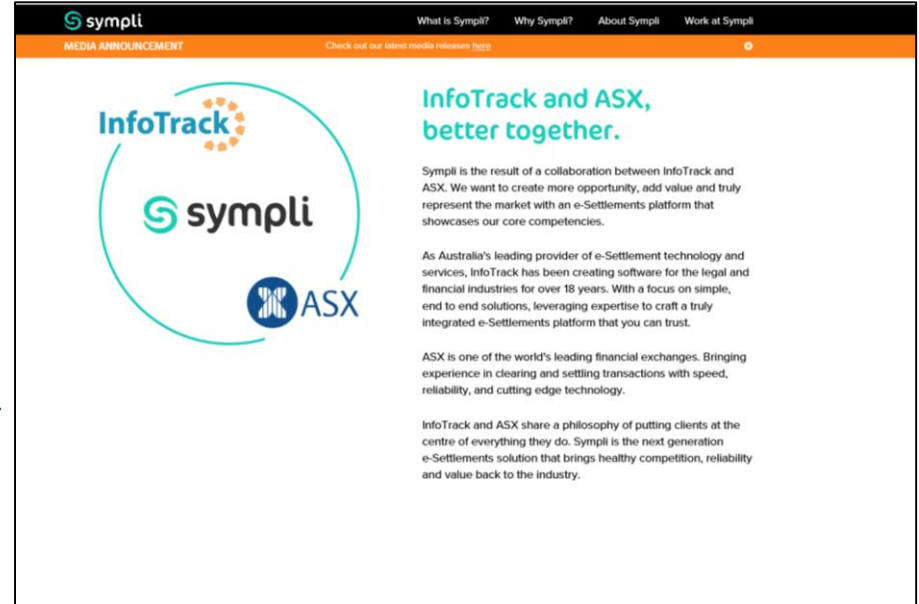 sympli
What is Sympli?
Why Sympli?
About Sympli
Work at Sympli
MEDIA ANNOUNCEMENT
Check out our latest media releases here
InfoTrack
sympli
ASX
InfoTrack and ASX,
better together.
Sympli is the result of a collaboration between InfoTrack and
ASX. We want to create more opportunity, add value and truly
represent the market with an e-Settlements platform that
showcases our core competencies.
As Australia's leading provider of e-Settlement technology and
services, InfoTrack has been creating software for the legal and
financial industries for over 18 years. With a focus on simple,
end to end solutions, leveraging expertise to craft a truly
integrated e-Settlements platform that you can trust.
ASX is one of the world's leading financial exchanges. Bringing
experience in clearing and settling transactions with speed,
reliability, and cutting edge technology.
InfoTrack and ASX share a philosophy of putting clients at the
centre of everything they do. Sympli is the next generation
e-Settlements solution that brings healthy competition, reliability
and value back to the industry.